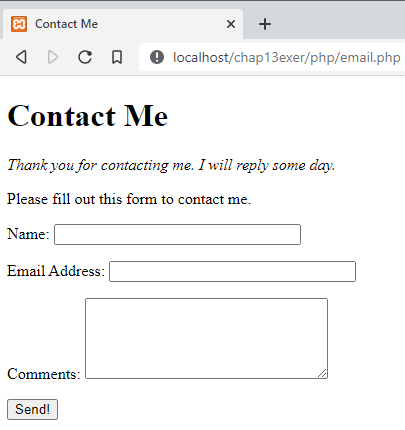 Contact Me
localhost/chap13exer/php/email.php
Contact Me
Thank you for contacting me. I will reply some day.
Please fill out this form to contact me.
Name:
Email Address:
Comments:
Send!